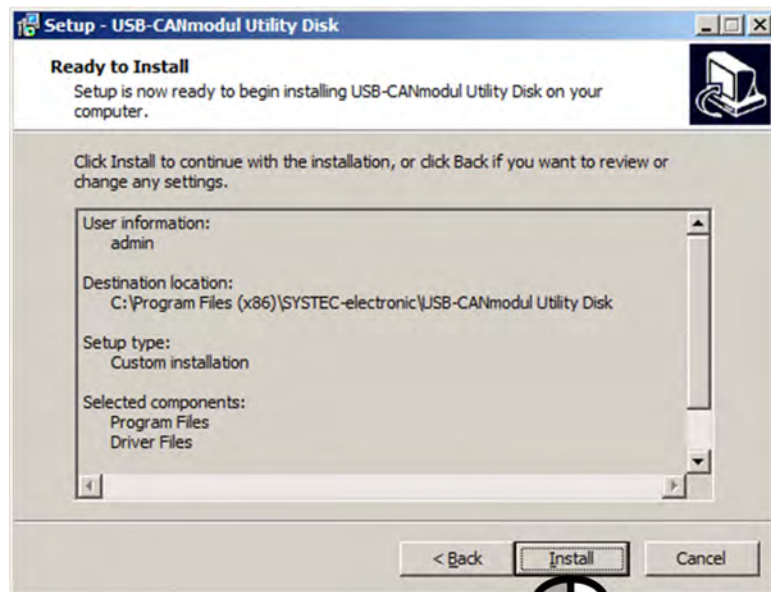 Setup - USB-CANmodul Utility Disk
Ready to Install
Setup is now ready to begin installing USB-CANmodul Utility Disk on your
computer.
Click Install to continue with the installation, or click Back if you want to review or
change any settings.
User information:
admin
Destination location:
C:\Program Files (x86)\SYSTEC-electronic\USB-CANmodul Utility Disk
Setup type:
Custom installation
Selected components:
Program Files
Driver Files
< Back Install Cancel